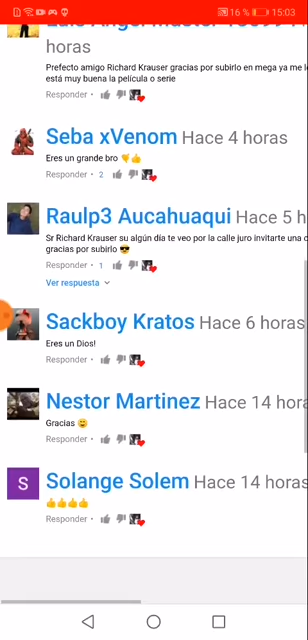 16 % 15:03
horas
Prefecto amigo Richard Krauser gracias por subirlo en mega ya me
está muy buena la película o serie
Responder •
Seba xVenom Hace 4 horas
Eres un grande bro 👎👍
Responder • 2
Raulp3 Aucahuaqui Hace 5 h
Sr Richard Krauser su algún día te veo por la calle juro invitarte una
gracias por subirlo 😎
Responder • 1
Ver respuesta
Sackboy Kratos Hace 6 horas
Eres un Dios!
Responder •
Nestor Martinez Hace 14 hor
Gracias 😄
Responder •
S
Solange Solem Hace 14 horas
👍👍👍👍
Responder •